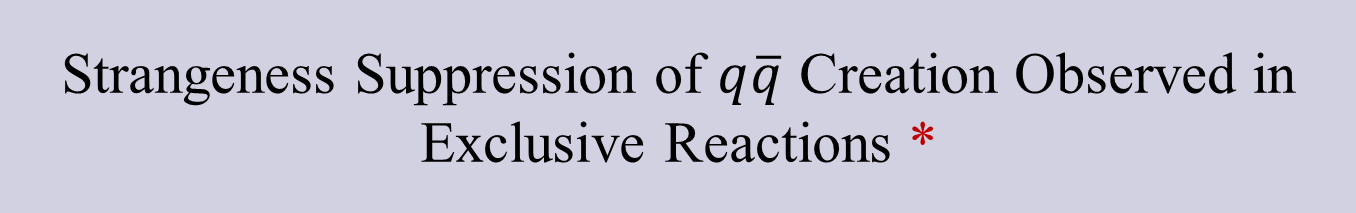 Strangeness Suppression of qq̅ Creation Observed in
Exclusive Reactions *